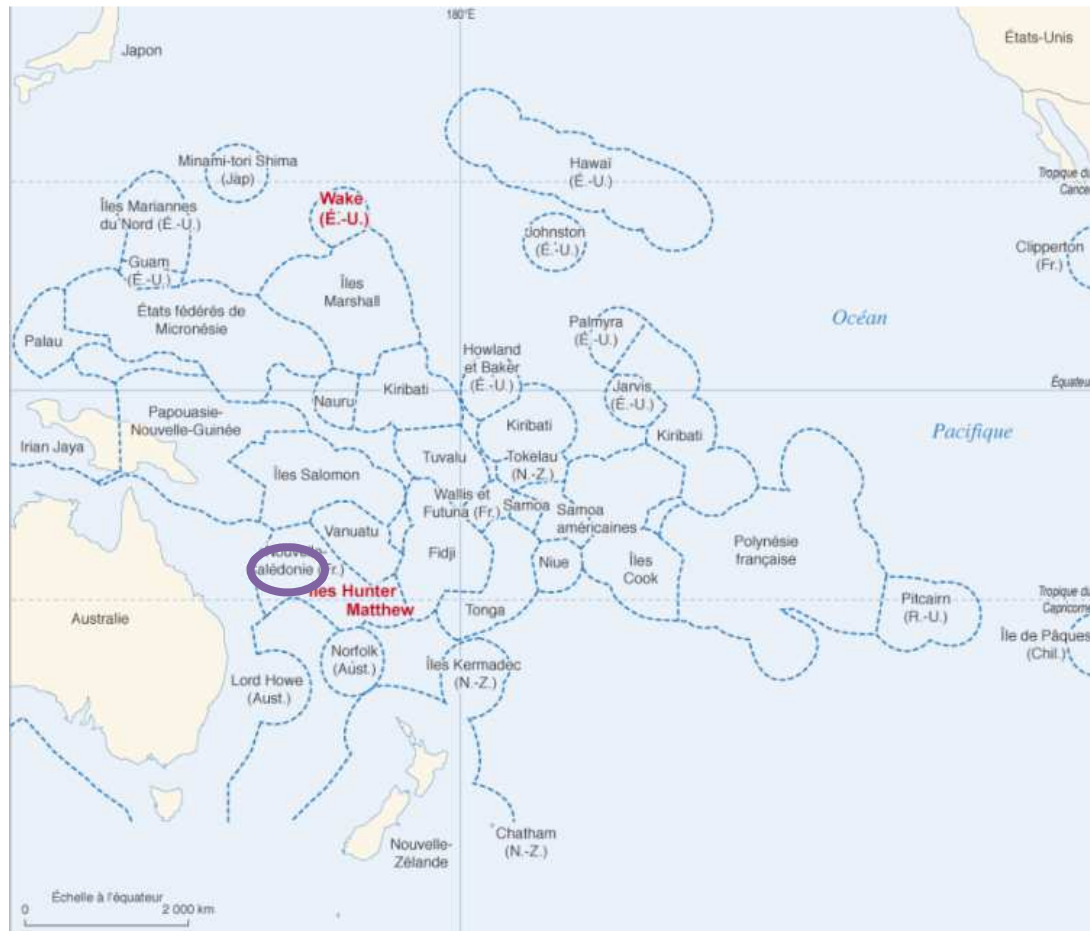 180°E
Japon
États-Unis
Minami-tori Shima
(Jap)
Hawaï
(É.-U.)
Tropique du
Cancer
Wake
(É.-U.)
Îles Mariannes
du Nord (É.-U.)
Johnston
(É.-U.)
Clipperton
(Fr.)
Guam
(É.-U.)
Îles
Marshall
États fédérés de
Micronésie
Océan
Palau
Palmyra
(É.-U.)
Howland
et Baker
(É.-U.)
Équateur
Nauru
Kiribati
Jarvis
(É.-U.)
Papouasie-
Nouvelle-Guinée
Kiribati
Kiribati
Pacifique
Irian Jaya
Tuvalu
Tokelau
(N.-Z.)
Îles Salomon
Wallis et
Futuna (Fr.)
Samoa
Samoa
américaines
Vanuatu
Polynésie
française
Nouvelle-
Calédonie (Fr.)
Fidji
Niue
Îles
Cook
Îles Hunter
Matthew
Tropique du
Capricorne
Pitcairn
(R.-U.)
Tonga
Australie
Île de Pâques
(Chil.)
Norfolk
(Aust.)
Îles Kermadec
(N.-Z.)
Lord Howe
(Aust.)
Chatham
(N.-Z.)
Nouvelle-
Zélande
Échelle à l'équateur
0 2 000 km